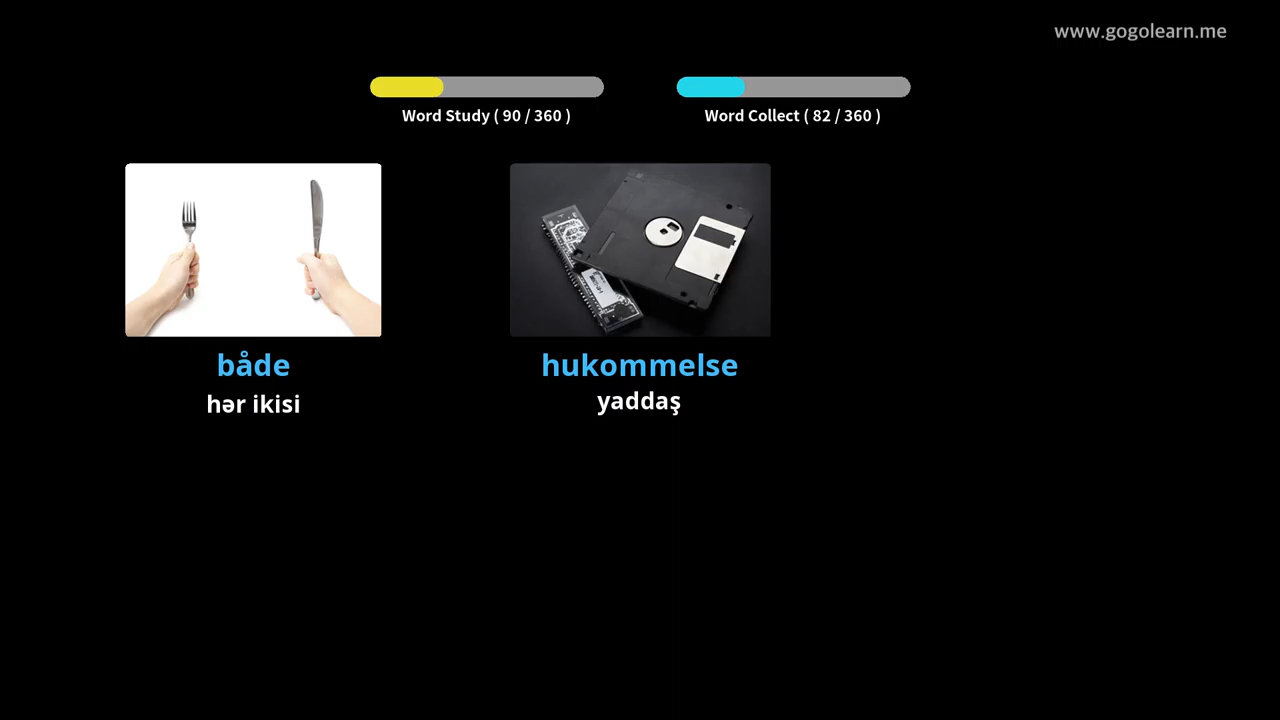 www.gogolearn.me
Word Study ( 90 / 360 )
Word Collect ( 82 / 360 )
både
hər ikisi
hukommelse
yaddaş